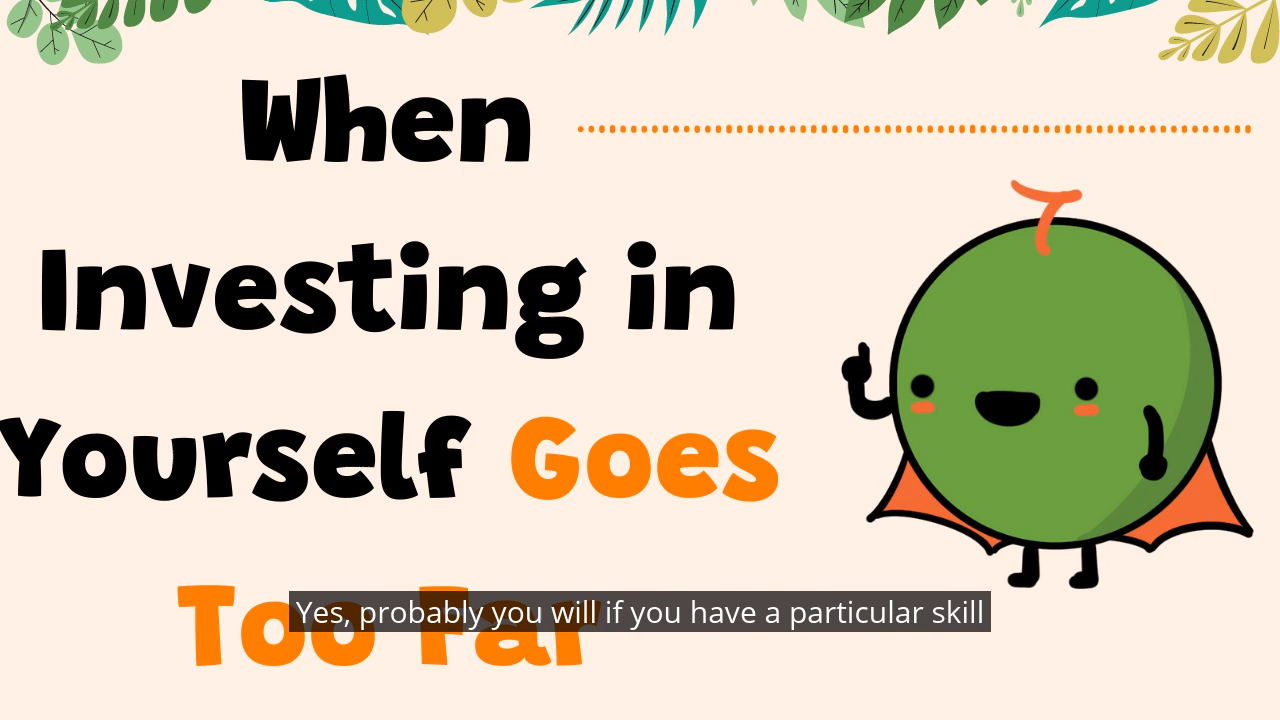 When
Investing in
Yourself Goes
Too Far
Yes, probably you will if you have a particular skill